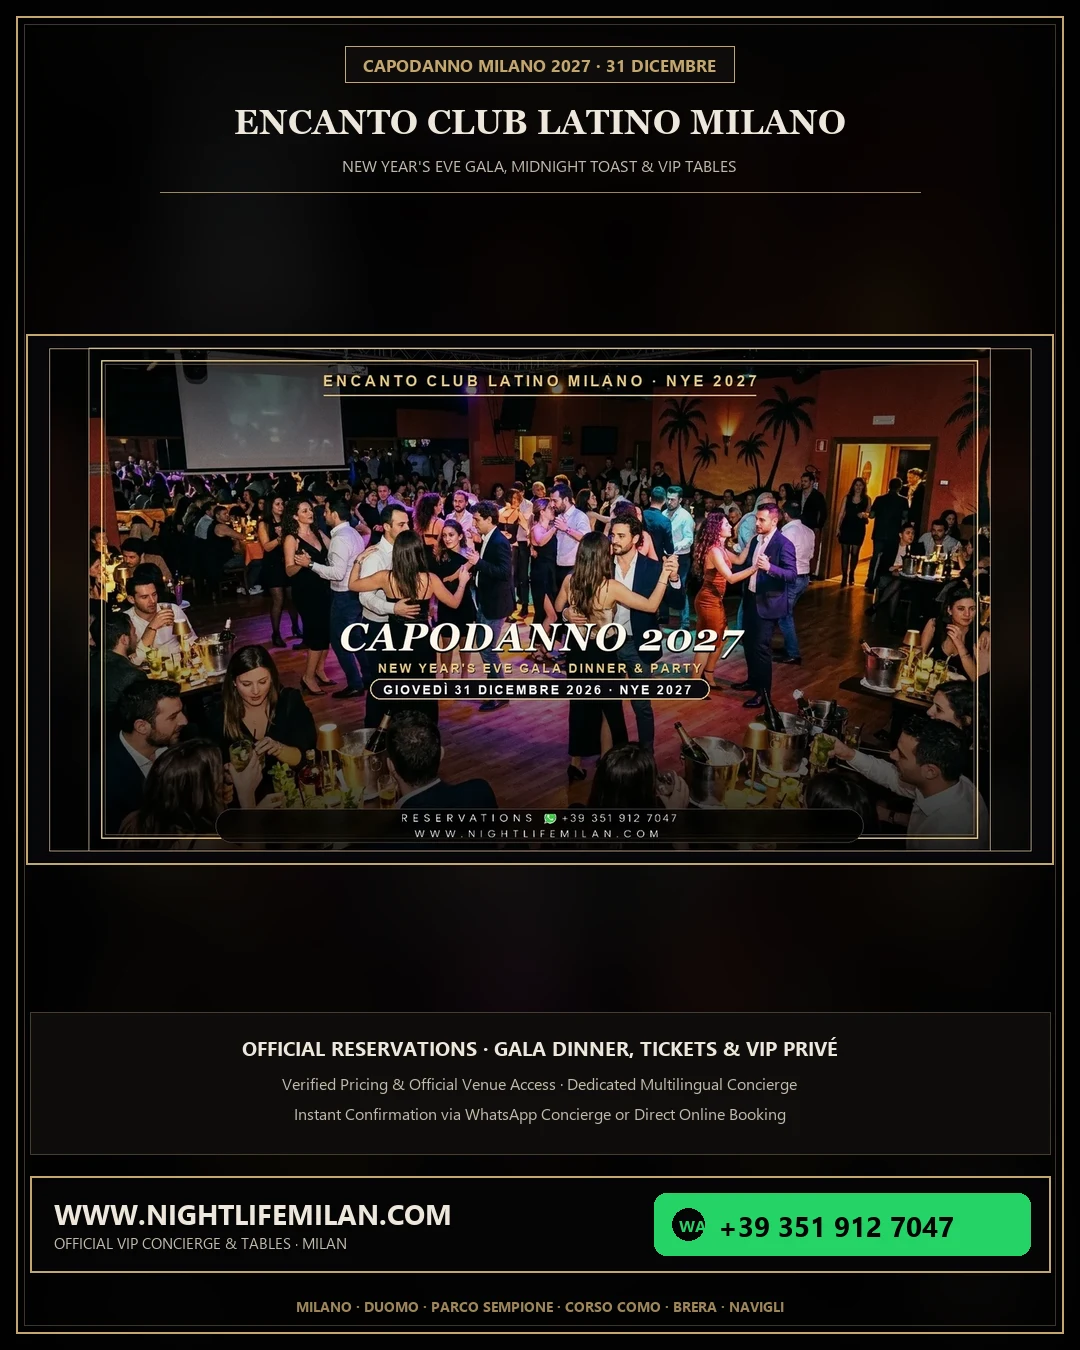 CAPODANNO MILANO 2027 · 31 DICEMBRE
ENCANTO CLUB LATINO MILANO
NEW YEAR'S EVE GALA, MIDNIGHT TOAST & VIP TABLES
ENCANTO CLUB LATINO MILANO · NYE 2027
CAPODANNO 2027
NEW YEAR'S EVE GALA DINNER & PARTY
GIOVEDÌ 31 DICEMBRE 2026 · NYE 2027
RESERVATIONS +39 351 912 7047
WWW.NIGHTLIFEMILAN.COM
OFFICIAL RESERVATIONS · GALA DINNER, TICKETS & VIP PRIVÉ
Verified Pricing & Official Venue Access · Dedicated Multilingual Concierge
Instant Confirmation via WhatsApp Concierge or Direct Online Booking
WWW.NIGHTLIFEMILAN.COM
OFFICIAL VIP CONCIERGE & TABLES · MILAN
WA +39 351 912 7047
MILANO · DUOMO · PARCO SEMPIONE · CORSO COMO · BRERA · NAVIGLI